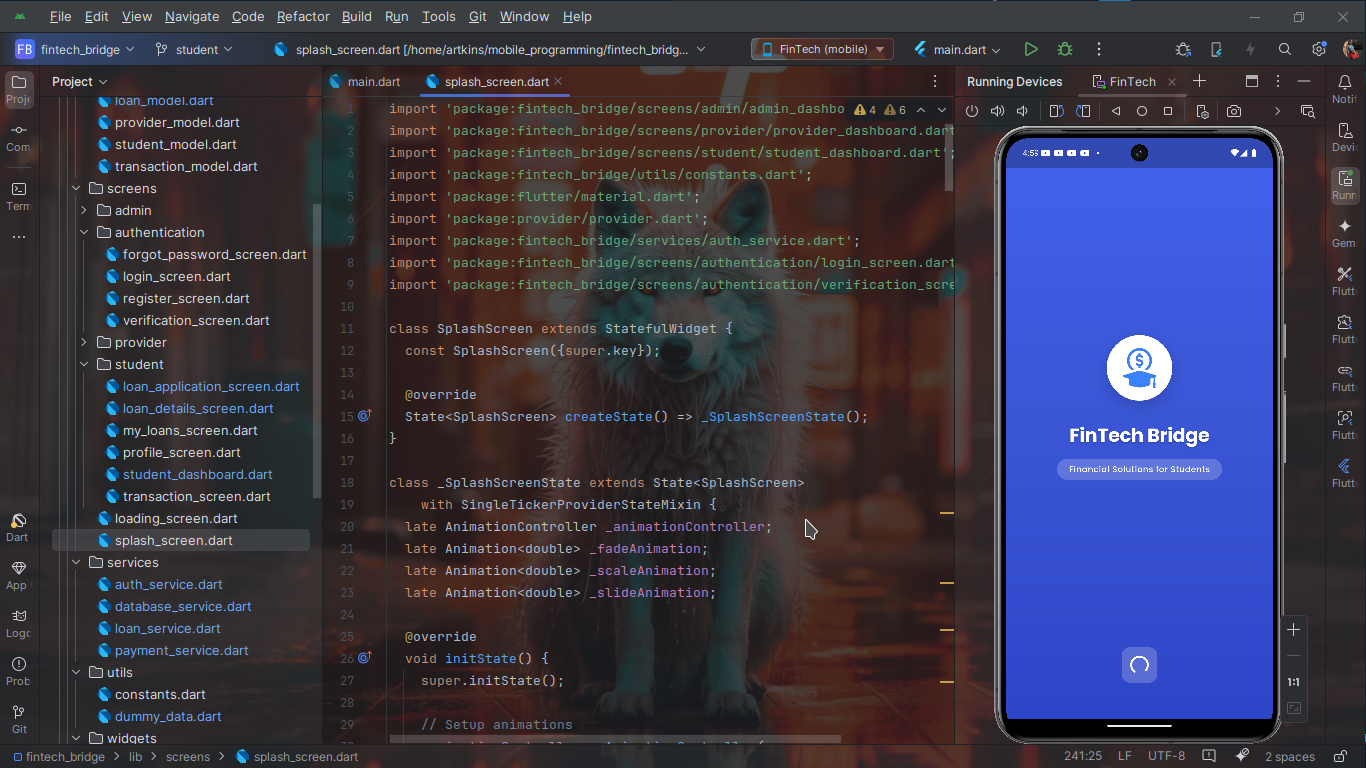 File Edit View Navigate Code Refactor Build Run Tools Git Window Help
FB fintech_bridge student splash_screen.dart [/home/artkins/mobile_programming/fintech_bridg... FinTech (mobile) main.dart
Project
loan_model.dart
provider_model.dart
student_model.dart
transaction_model.dart
screens
admin
authentication
forgot_password_screen.dart
login_screen.dart
register_screen.dart
verification_screen.dart
provider
student
loan_application_screen.dart
loan_details_screen.dart
my_loans_screen.dart
profile_screen.dart
student_dashboard.dart
transaction_screen.dart
loading_screen.dart
splash_screen.dart
services
auth_service.dart
database_service.dart
loan_service.dart
payment_service.dart
utils
constants.dart
dummy_data.dart
widgets
Proj
Com
Term
Dart
App
Logc
Prob
Git
main.dart splash_screen.dart
4 6
1 import 'package:fintech_bridge/screens/admin/admin_dashbo
2 import 'package:fintech_bridge/screens/provider/provider_dashboard.dart
3 import 'package:fintech_bridge/screens/student/student_dashboard.dart';
4 import 'package:fintech_bridge/utils/constants.dart';
5 import 'package:flutter/material.dart';
6 import 'package:provider/provider.dart';
7 import 'package:fintech_bridge/services/auth_service.dart';
8 import 'package:fintech_bridge/screens/authentication/login_screen.dart
9 import 'package:fintech_bridge/screens/authentication/verification_scre
10
11 class SplashScreen extends StatefulWidget {
12 const SplashScreen({super.key});
13
14 @override
15 State<SplashScreen> createState() => _SplashScreenState();
16 }
17
18 class _SplashScreenState extends State<SplashScreen>
19 with SingleTickerProviderStateMixin {
20 late AnimationController _animationController;
21 late Animation<double> _fadeAnimation;
22 late Animation<double> _scaleAnimation;
23 late Animation<double> _slideAnimation;
24
25 @override
26 void initState() {
27 super.initState();
28
29 // Setup animations
Running Devices FinTech
4:59
$
FinTech Bridge
Financial Solutions for Students
1:1
Notif
Devi
Runn
Gem
Flutt
Flutt
Flutt
Flutt
Flutt
fintech_bridge lib screens splash_screen.dart 241:25 LF UTF-8 2 spaces